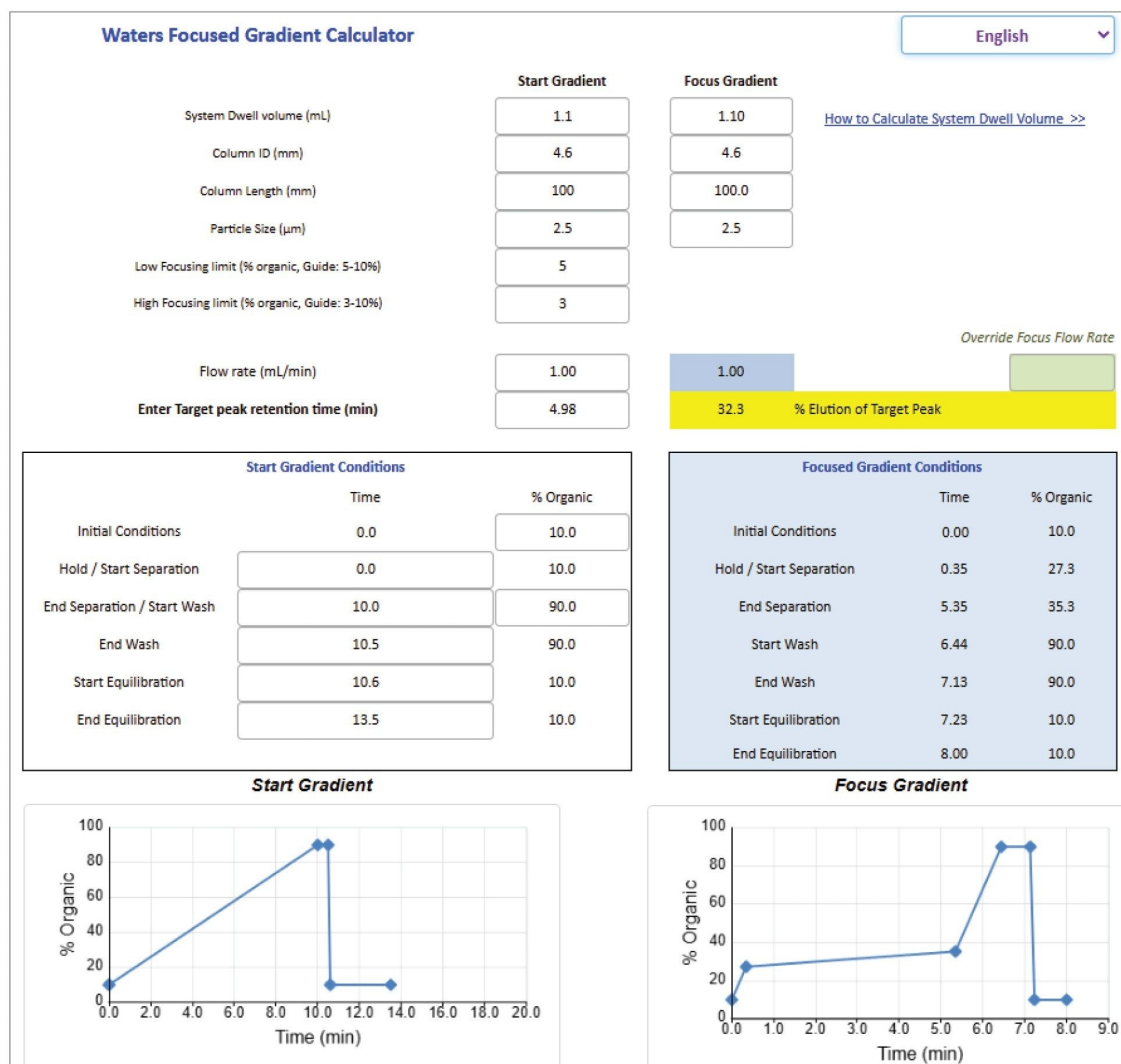 Waters Focused Gradient Calculator
English
Start Gradient Focus Gradient
System Dwell volume (mL) 1.1 1.10 How to Calculate System Dwell Volume >>
Column ID (mm) 4.6 4.6
Column Length (mm) 100 100.0
Particle Size (µm) 2.5 2.5
Low Focusing limit (% organic, Guide: 5-10%) 5
High Focusing limit (% organic, Guide: 3-10%) 3
Override Focus Flow Rate
Flow rate (mL/min) 1.00 1.00
Enter Target peak retention time (min) 4.98 32.3 % Elution of Target Peak
Start Gradient Conditions
Time % Organic
Initial Conditions 0.0 10.0
Hold / Start Separation 0.0 10.0
End Separation / Start Wash 10.0 90.0
End Wash 10.5 90.0
Start Equilibration 10.6 10.0
End Equilibration 13.5 10.0
Focused Gradient Conditions
Time % Organic
Initial Conditions 0.00 10.0
Hold / Start Separation 0.35 27.3
End Separation 5.35 35.3
Start Wash 6.44 90.0
End Wash 7.13 90.0
Start Equilibration 7.23 10.0
End Equilibration 8.00 10.0
Start Gradient
100
80
60
40
20
0
% Organic
0.0 2.0 4.0 6.0 8.0 10.0 12.0 14.0 16.0 18.0 20.0
Time (min)
Focus Gradient
100
80
60
40
20
0
% Organic
0.0 1.0 2.0 3.0 4.0 5.0 6.0 7.0 8.0 9.0
Time (min)